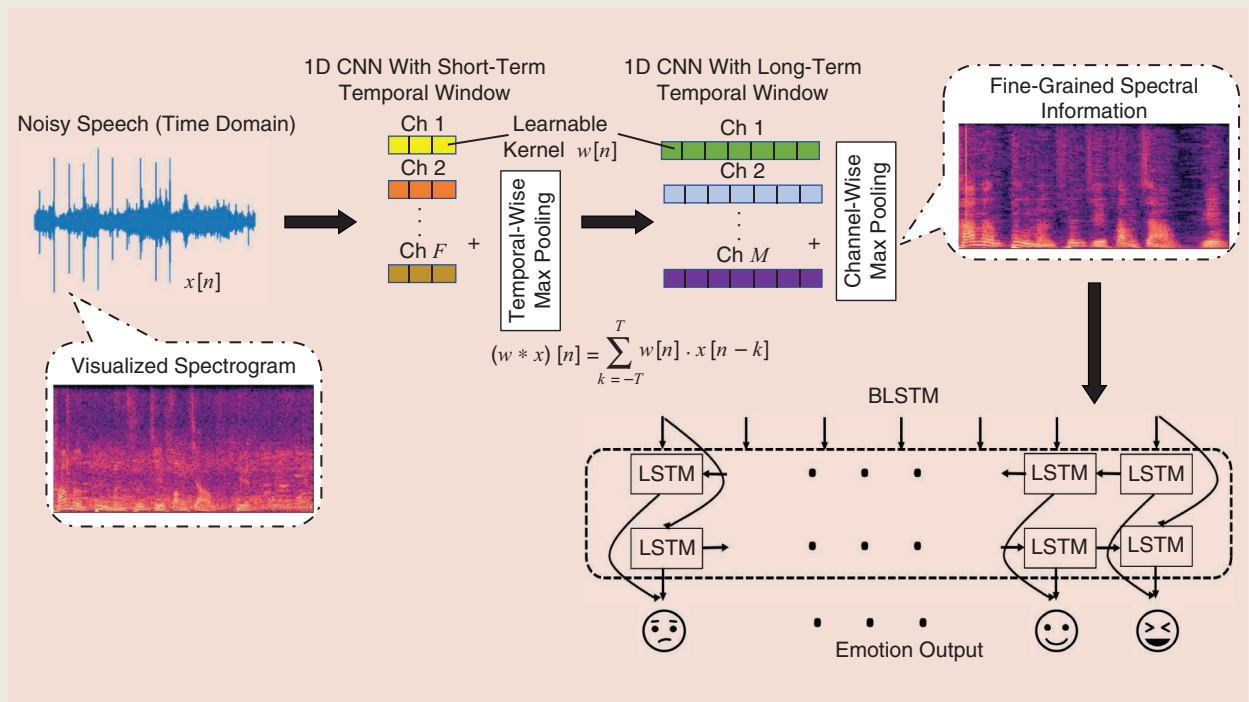 1D CNN With Short-Term
Temporal Window
1D CNN With Long-Term
Temporal Window
Noisy Speech (Time Domain)
x[n]
Visualized Spectrogram
Ch 1
Ch 2
⋮
Ch F
+
Learnable
Kernel w[n]
Temporal-Wise
Max Pooling
Ch 1
Ch 2
⋮
Ch M
+
Channel-Wise
Max Pooling
Fine-Grained Spectral
Information
(w * x) [n] = ∑_{k = –T}^{T} w[n] . x [n – k]
BLSTM
LSTM
LSTM
LSTM
. . .
LSTM
LSTM
LSTM
. . .
. . .
Emotion Output